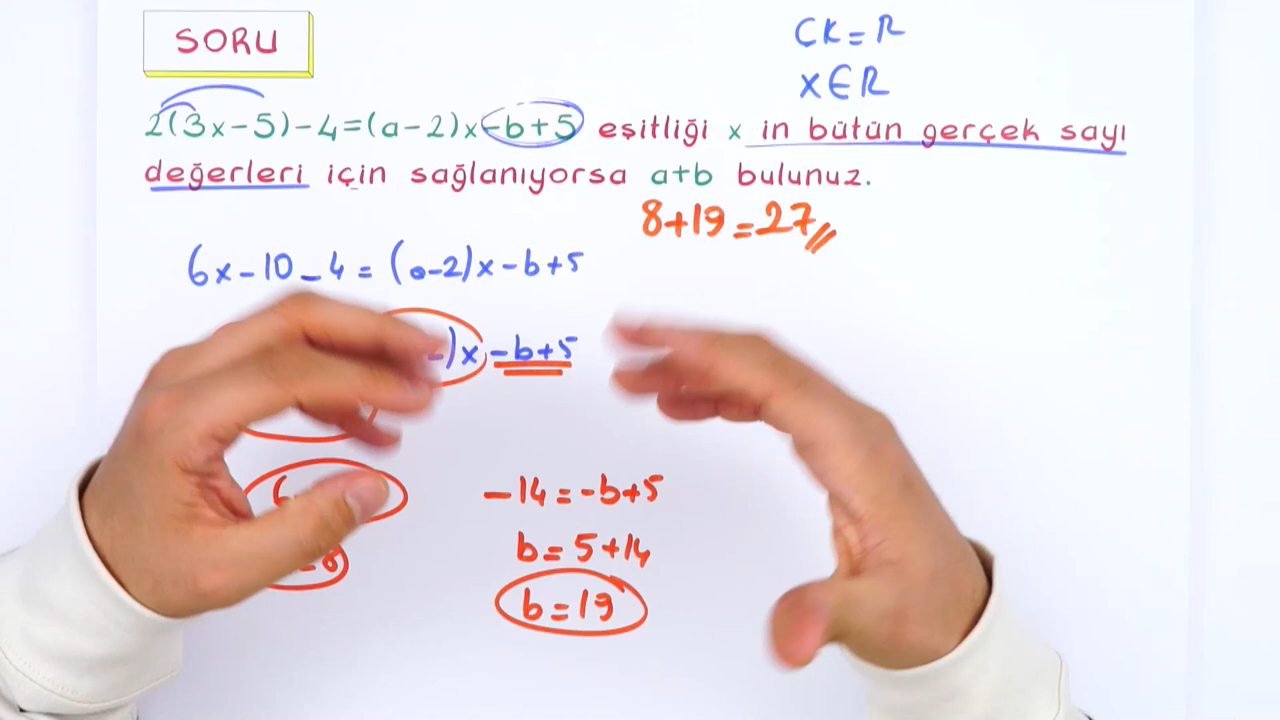 SORU
ÇK = R
x ∈ R
2(3x-5)-4=(a-2)x-b+5 eşitliği x in bütün gerçek sayı
değerleri için sağlanıyorsa a+b bulunuz.
8+19=27
6x-10-4=(a-2)x-b+5
)x-b+5
-14=-b+5
b=5+14
b=19